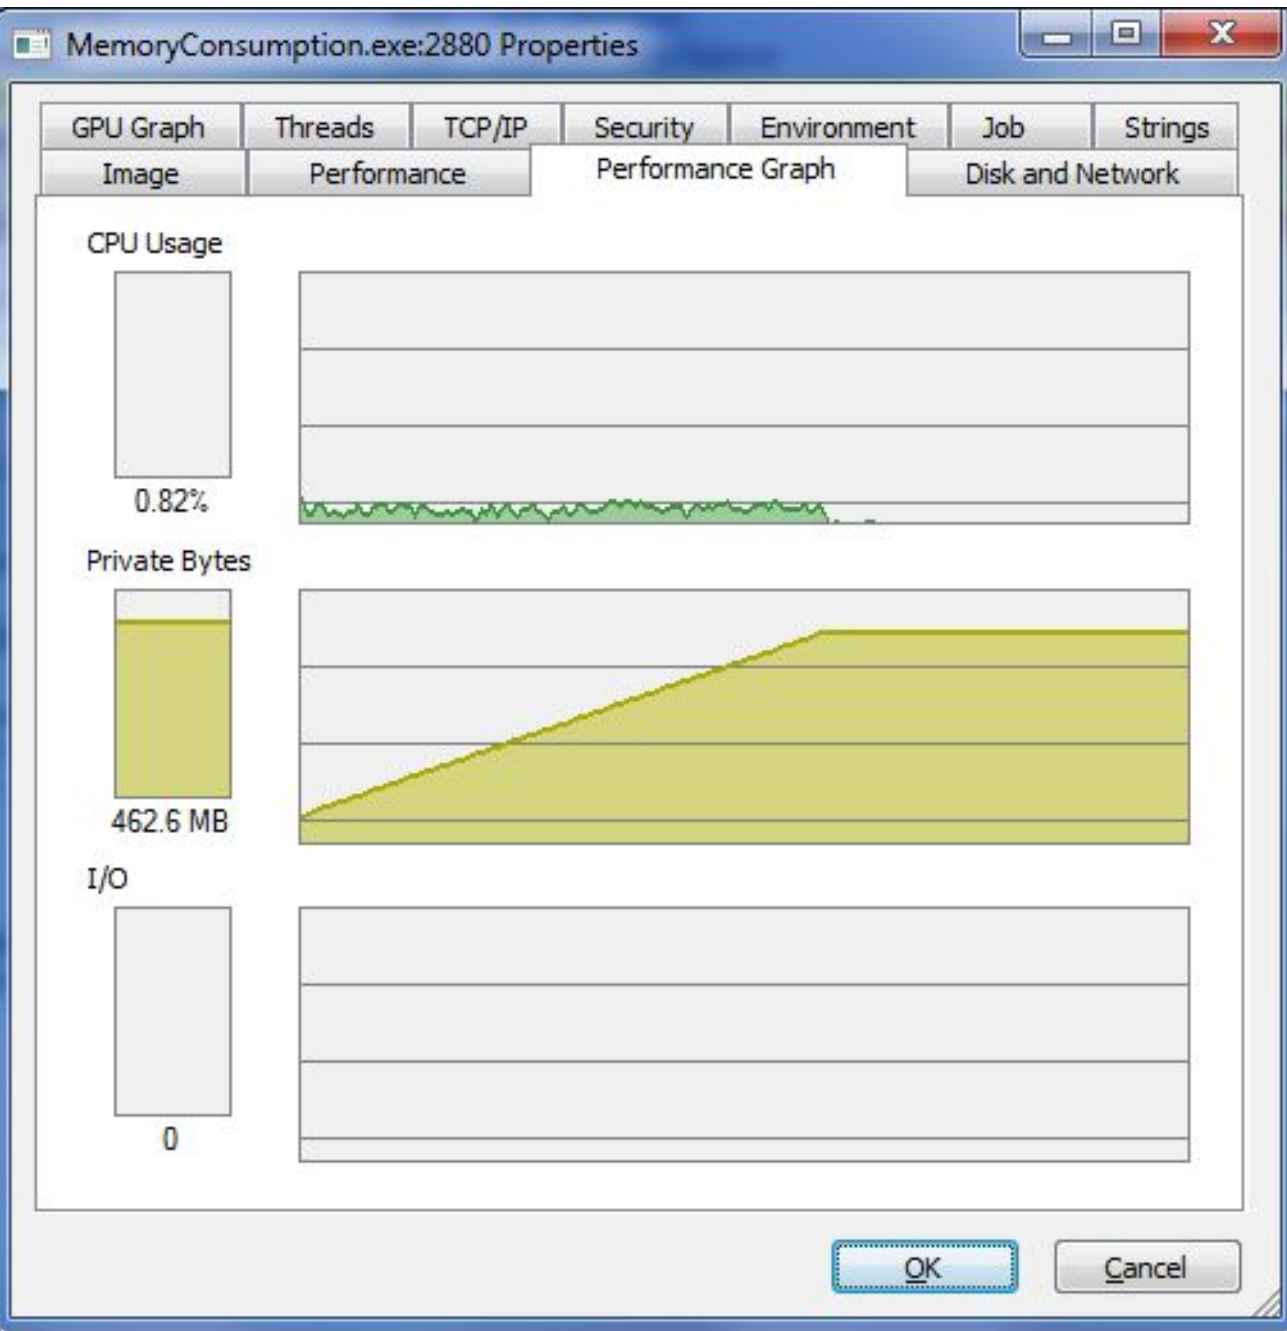 MemoryConsumption.exe:2880 Properties
GPU Graph Threads TCP/IP Security Environment Job Strings
Image Performance Performance Graph Disk and Network
CPU Usage
0.82%
Private Bytes
462.6 MB
I/O
0
OK Cancel